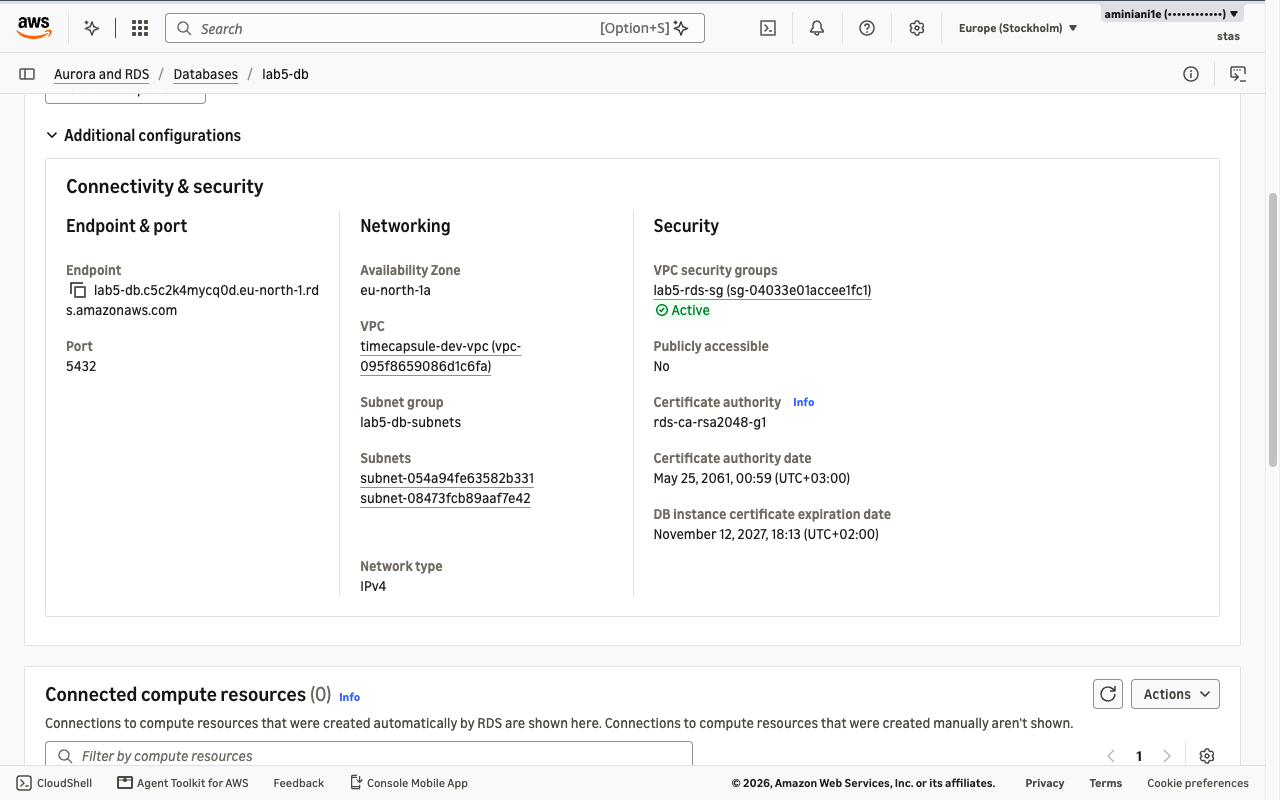 aws
Search
[Option+S]
Europe (Stockholm)
aminiani1e (••••••••••••)
stas
Aurora and RDS / Databases / lab5-db
Additional configurations
Connectivity & security
Endpoint & port
Endpoint
lab5-db.c5c2k4mycq0d.eu-north-1.rd
s.amazonaws.com
Port
5432
Networking
Availability Zone
eu-north-1a
VPC
timecapsule-dev-vpc (vpc-
095f8659086d1c6fa)
Subnet group
lab5-db-subnets
Subnets
subnet-054a94fe63582b331
subnet-08473fcb89aaf7e42
Network type
IPv4
Security
VPC security groups
lab5-rds-sg (sg-04033e01accee1fc1)
Active
Publicly accessible
No
Certificate authority Info
rds-ca-rsa2048-g1
Certificate authority date
May 25, 2061, 00:59 (UTC+03:00)
DB instance certificate expiration date
November 12, 2027, 18:13 (UTC+02:00)
Connected compute resources (0) Info
Actions
Connections to compute resources that were created automatically by RDS are shown here. Connections to compute resources that were created manually aren't shown.
Filter by compute resources
1
CloudShell
Agent Toolkit for AWS
Feedback
Console Mobile App
© 2026, Amazon Web Services, Inc. or its affiliates.
Privacy
Terms
Cookie preferences